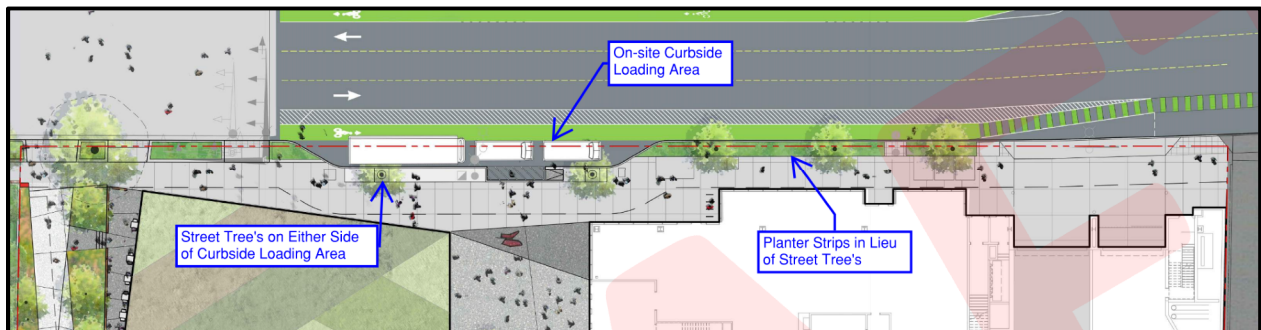 On-site Curbside
Loading Area
Street Tree's on Either Side
of Curbside Loading Area
Planter Strips in Lieu
of Street Tree's